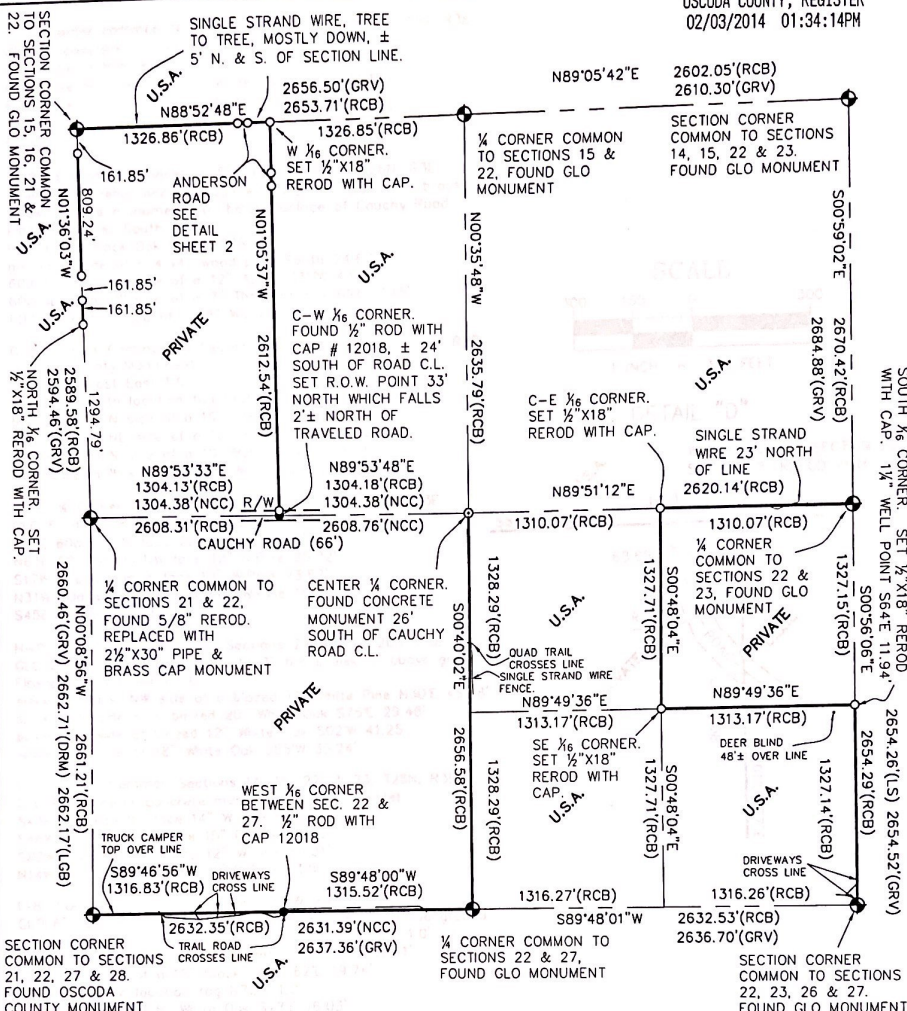 OSCODA COUNTY, REGISTER
02/03/2014 01:34:14PM
SECTION CORNER COMMON
TO SECTIONS 15, 16, 21 &
22. FOUND GLO MONUMENT
SINGLE STRAND WIRE, TREE
TO TREE, MOSTLY DOWN, ±
5' N. & S. OF SECTION LINE.
U.S.A.
N88°52'48"E
1326.86'(RCB)
2656.50'(GRV)
2653.71'(RCB)
1326.85'(RCB)
N89°05'42"E
2602.05'(RCB)
2610.30'(GRV)
W 1/16 CORNER.
SET ½"X18"
REROD WITH CAP.
¼ CORNER COMMON
TO SECTIONS 15 &
22, FOUND GLO
MONUMENT
SECTION CORNER
COMMON TO SECTIONS
14, 15, 22 & 23.
FOUND GLO MONUMENT
161.85'
809.24'
N01°36'03"W
U.S.A.
ANDERSON
ROAD
SEE
DETAIL
SHEET 2
N01°05'37"W
2612.54'(RCB)
U.S.A.
N00°35'48"W
2635.79'(RCB)
S00°59'02"E
2670.42'(RCB)
2684.88'(GRV)
161.85'
161.85'
U.S.A.
PRIVATE
C-W 1/16 CORNER.
FOUND ½" ROD WITH
CAP # 12018, ± 24'
SOUTH OF ROAD C.L.
SET R.O.W. POINT 33'
NORTH WHICH FALLS
2'± NORTH OF
TRAVELED ROAD.
U.S.A.
C-E 1/16 CORNER.
SET ½"X18"
REROD WITH CAP.
SINGLE STRAND
WIRE 23' NORTH
OF LINE
NORTH 1/16 CORNER. SET
½"X18" REROD WITH CAP.
2589.58'(RCB)
2594.46'(GRV)
1294.79'
SOUTH 1/16 CORNER. SET ½"X18" REROD
WITH CAP. 1¼" WELL POINT S64°E 11.94'
N89°53'33"E
1304.13'(RCB)
1304.38'(NCC)
R/W
N89°53'48"E
1304.18'(RCB)
1304.38'(NCC)
N89°51'12"E
2620.14'(RCB)
2608.31'(RCB)
2608.76'(NCC)
1310.07'(RCB)
1310.07'(RCB)
CAUCHY ROAD (66')
¼ CORNER COMMON TO
SECTIONS 21 & 22,
FOUND 5/8" REROD.
REPLACED WITH
2½"X30" PIPE &
BRASS CAP MONUMENT
CENTER ¼ CORNER.
FOUND CONCRETE
MONUMENT 26'
SOUTH OF CAUCHY
ROAD C.L.
¼ CORNER
COMMON TO
SECTIONS 22 &
23, FOUND GLO
MONUMENT
1328.29'(RCB)
S00°40'02"E
U.S.A.
1327.71'(RCB)
S00°48'04"E
PRIVATE
1327.15'(RCB)
S00°56'06"E
QUAD TRAIL
CROSSES LINE
SINGLE STRAND WIRE
FENCE.
N00°08'56"W
2660.46'(GRV) 2662.71'(DRM) 2662.17'(LGB)
2661.21'(RCB)
PRIVATE
N89°49'36"E
1313.17'(RCB)
N89°49'36"E
1313.17'(RCB)
SE 1/16 CORNER.
SET ½"X18"
REROD WITH
CAP.
DEER BLIND
48'± OVER LINE
2656.58'(RCB)
1328.29'(RCB)
U.S.A.
1327.71'(RCB)
S00°48'04"E
U.S.A.
1327.14'(RCB)
2654.29'(RCB)
2654.26'(LS) 2654.52'(GRV)
WEST 1/16 CORNER
BETWEEN SEC. 22 &
27. ½" ROD WITH
CAP 12018
TRUCK CAMPER
TOP OVER LINE
S89°46'56"W
1316.83'(RCB)
DRIVEWAYS
CROSS LINE
S89°48'00"W
1315.52'(RCB)
DRIVEWAYS
CROSS LINE
1316.27'(RCB)
1316.26'(RCB)
S89°48'01"W
2632.35'(RCB)
TRAIL ROAD
CROSSES LINE
2631.39'(NCC)
2637.36'(GRV)
2632.53'(RCB)
2636.70'(GRV)
U.S.A.
SECTION CORNER
COMMON TO SECTIONS
21, 22, 27 & 28.
FOUND OSCODA
COUNTY MONUMENT
¼ CORNER COMMON TO
SECTIONS 22 & 27,
FOUND GLO MONUMENT
SECTION CORNER
COMMON TO SECTIONS
22, 23, 26 & 27.
FOUND GLO MONUMENT